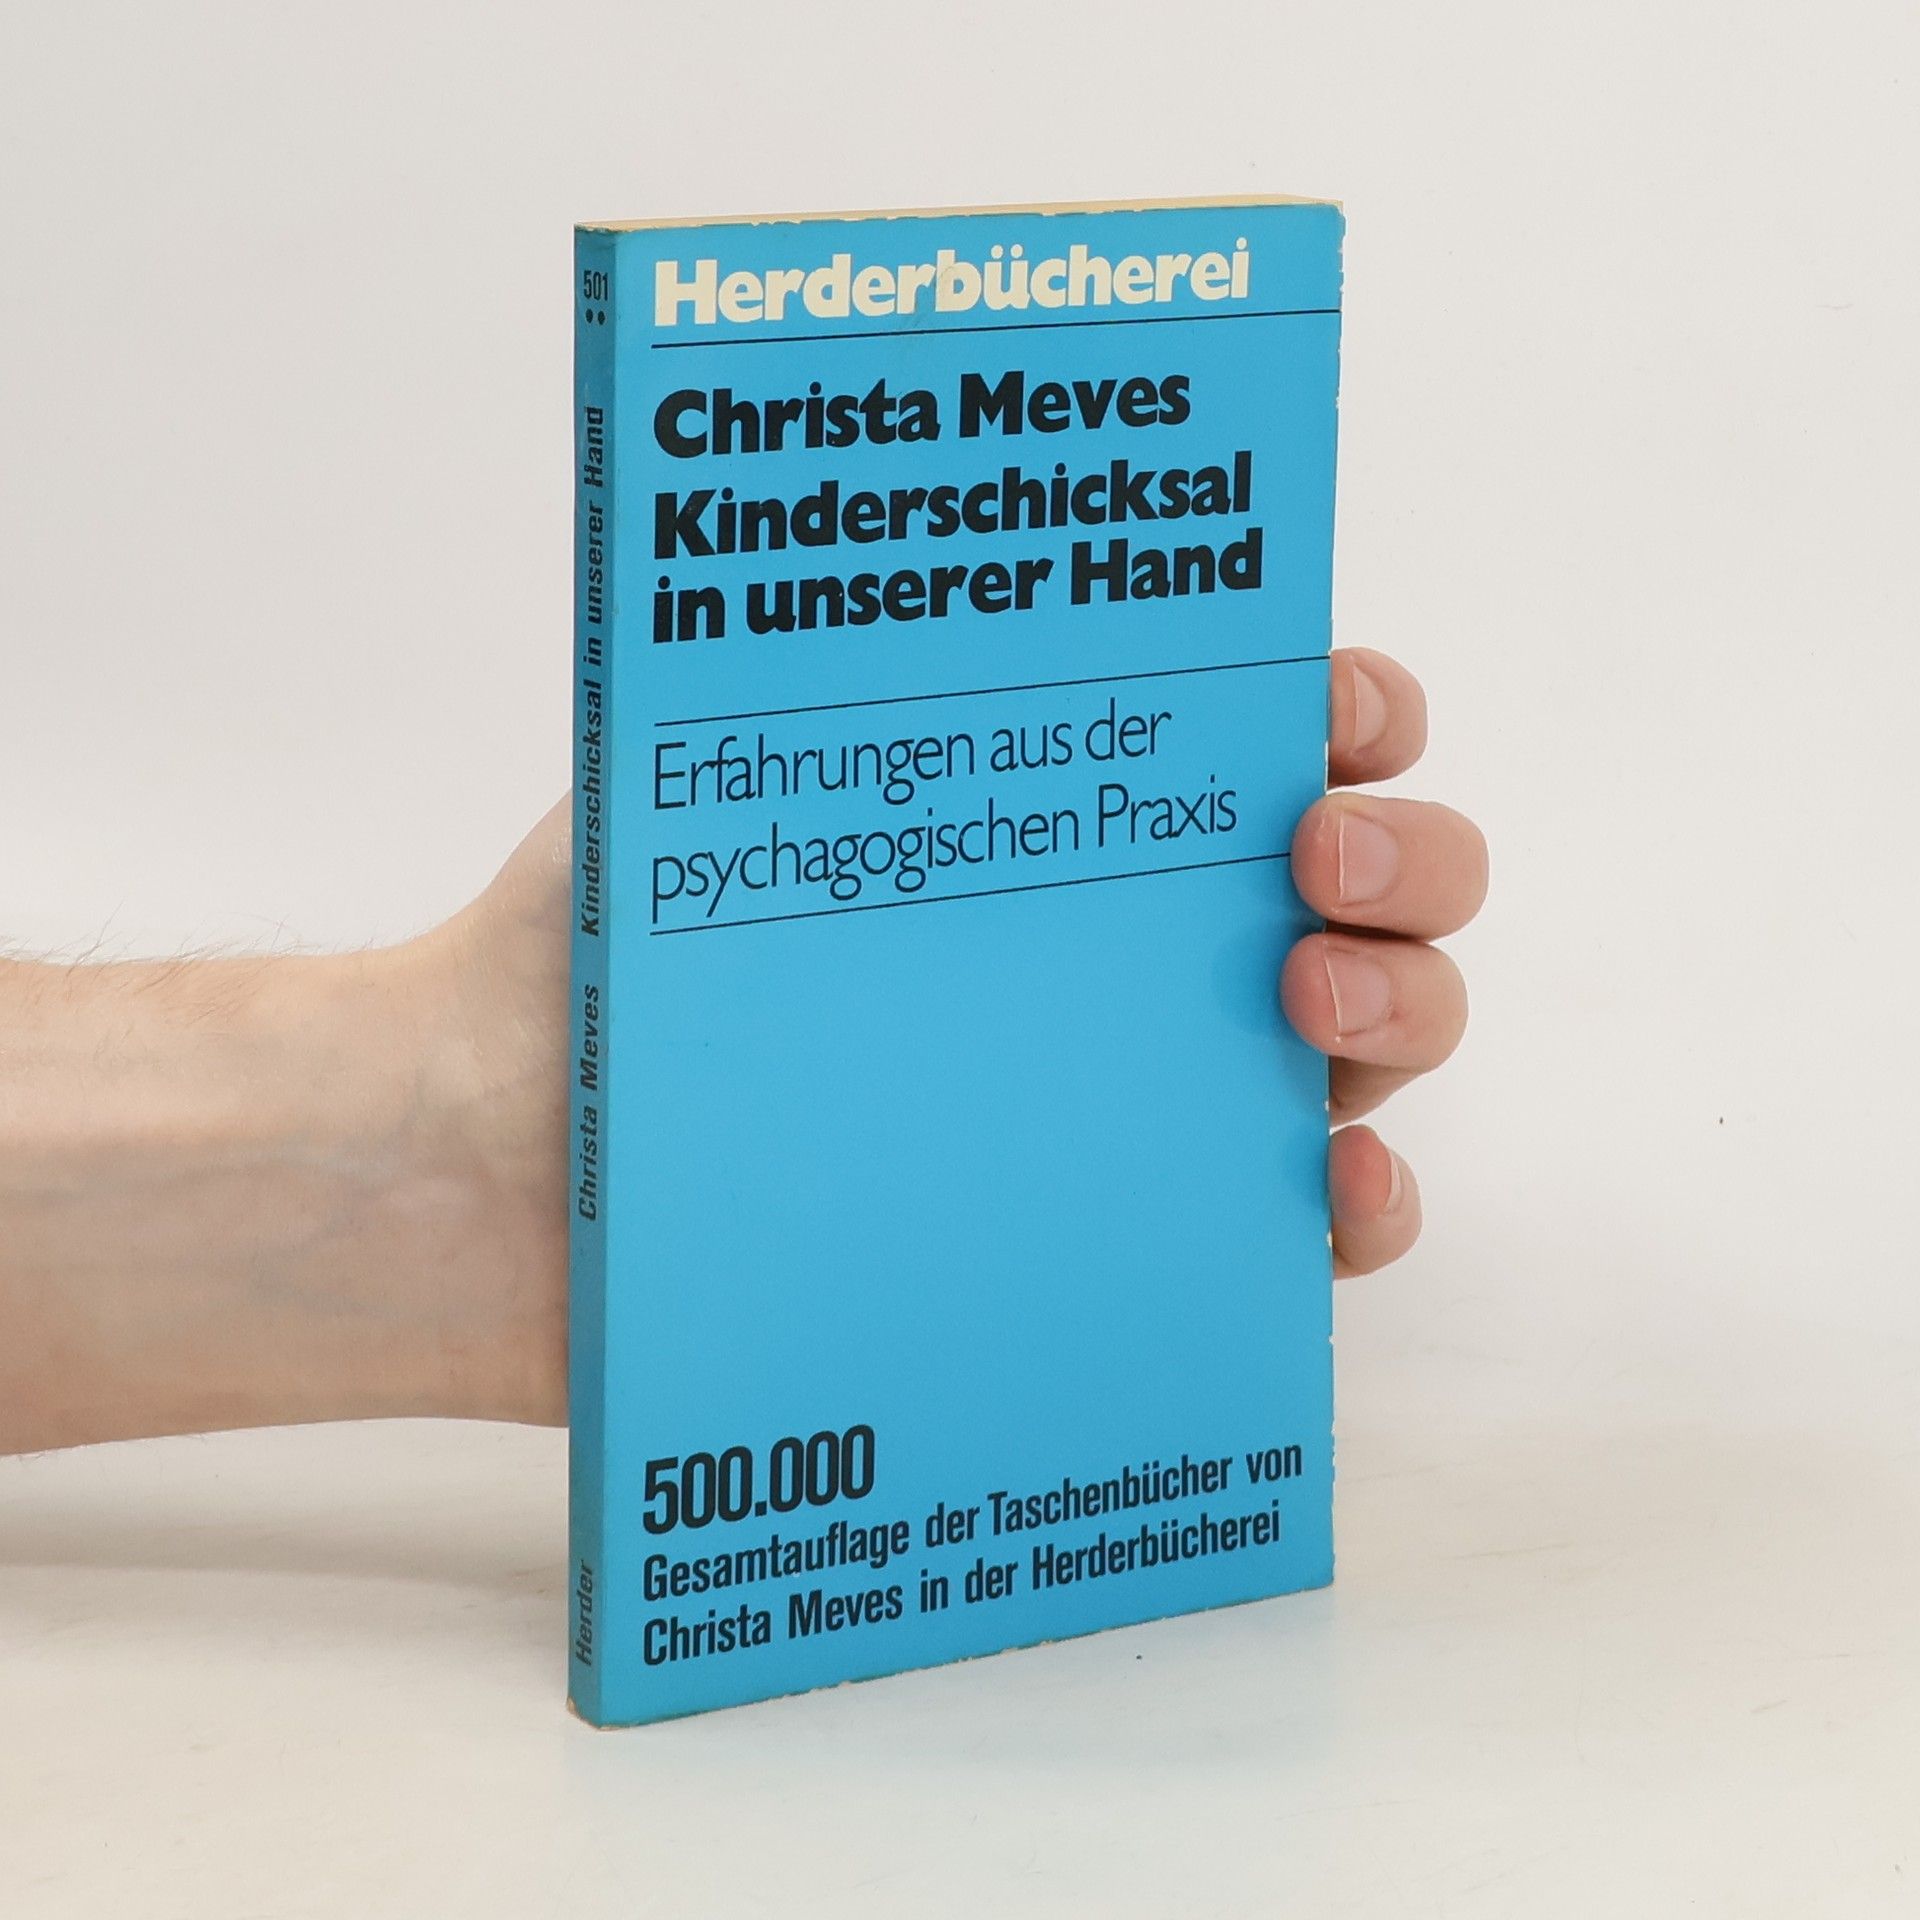 Herderbücherei
Christa Meves
Kinderschicksal
in unserer Hand
Erfahrungen aus der
psychagogischen Praxis
500.000
Gesamtauflage der Taschenbücher von
Christa Meves in der Herderbücherei
501
Christa Meves Kinderschicksal in unserer Hand
Herder